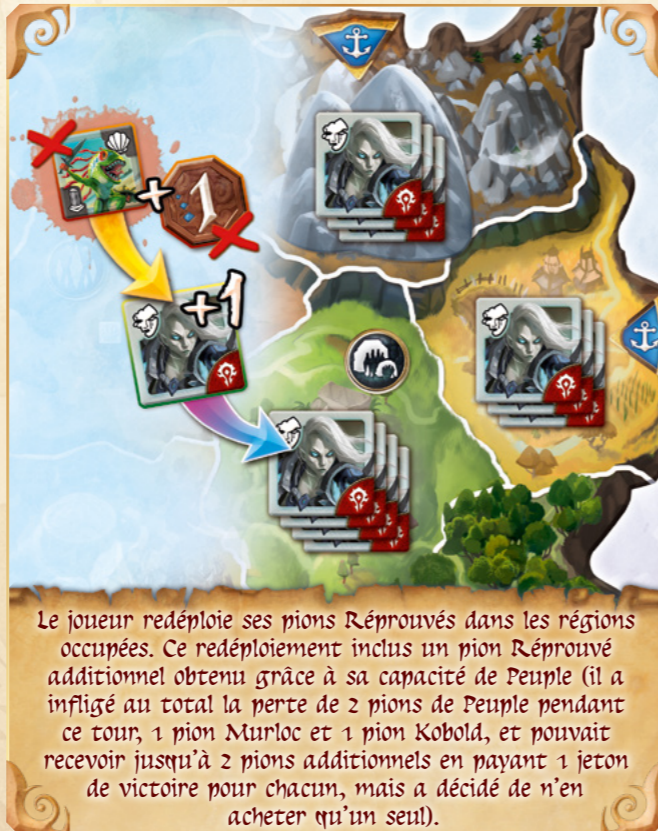 + 1
+1
Le joueur redéploie ses pions Réprouvés dans les régions
occupées. Ce redéploiement inclus un pion Réprouvé
additionnel obtenu grâce à sa capacité de Peuple (il a
infligé au total la perte de 2 pions de Peuple pendant
ce tour, 1 pion Murloc et 1 pion Kobold, et pouvait
recevoir jusqu'à 2 pions additionnels en payant 1 jeton
de victoire pour chacun, mais a décidé de n'en
acheter qu'un seul).